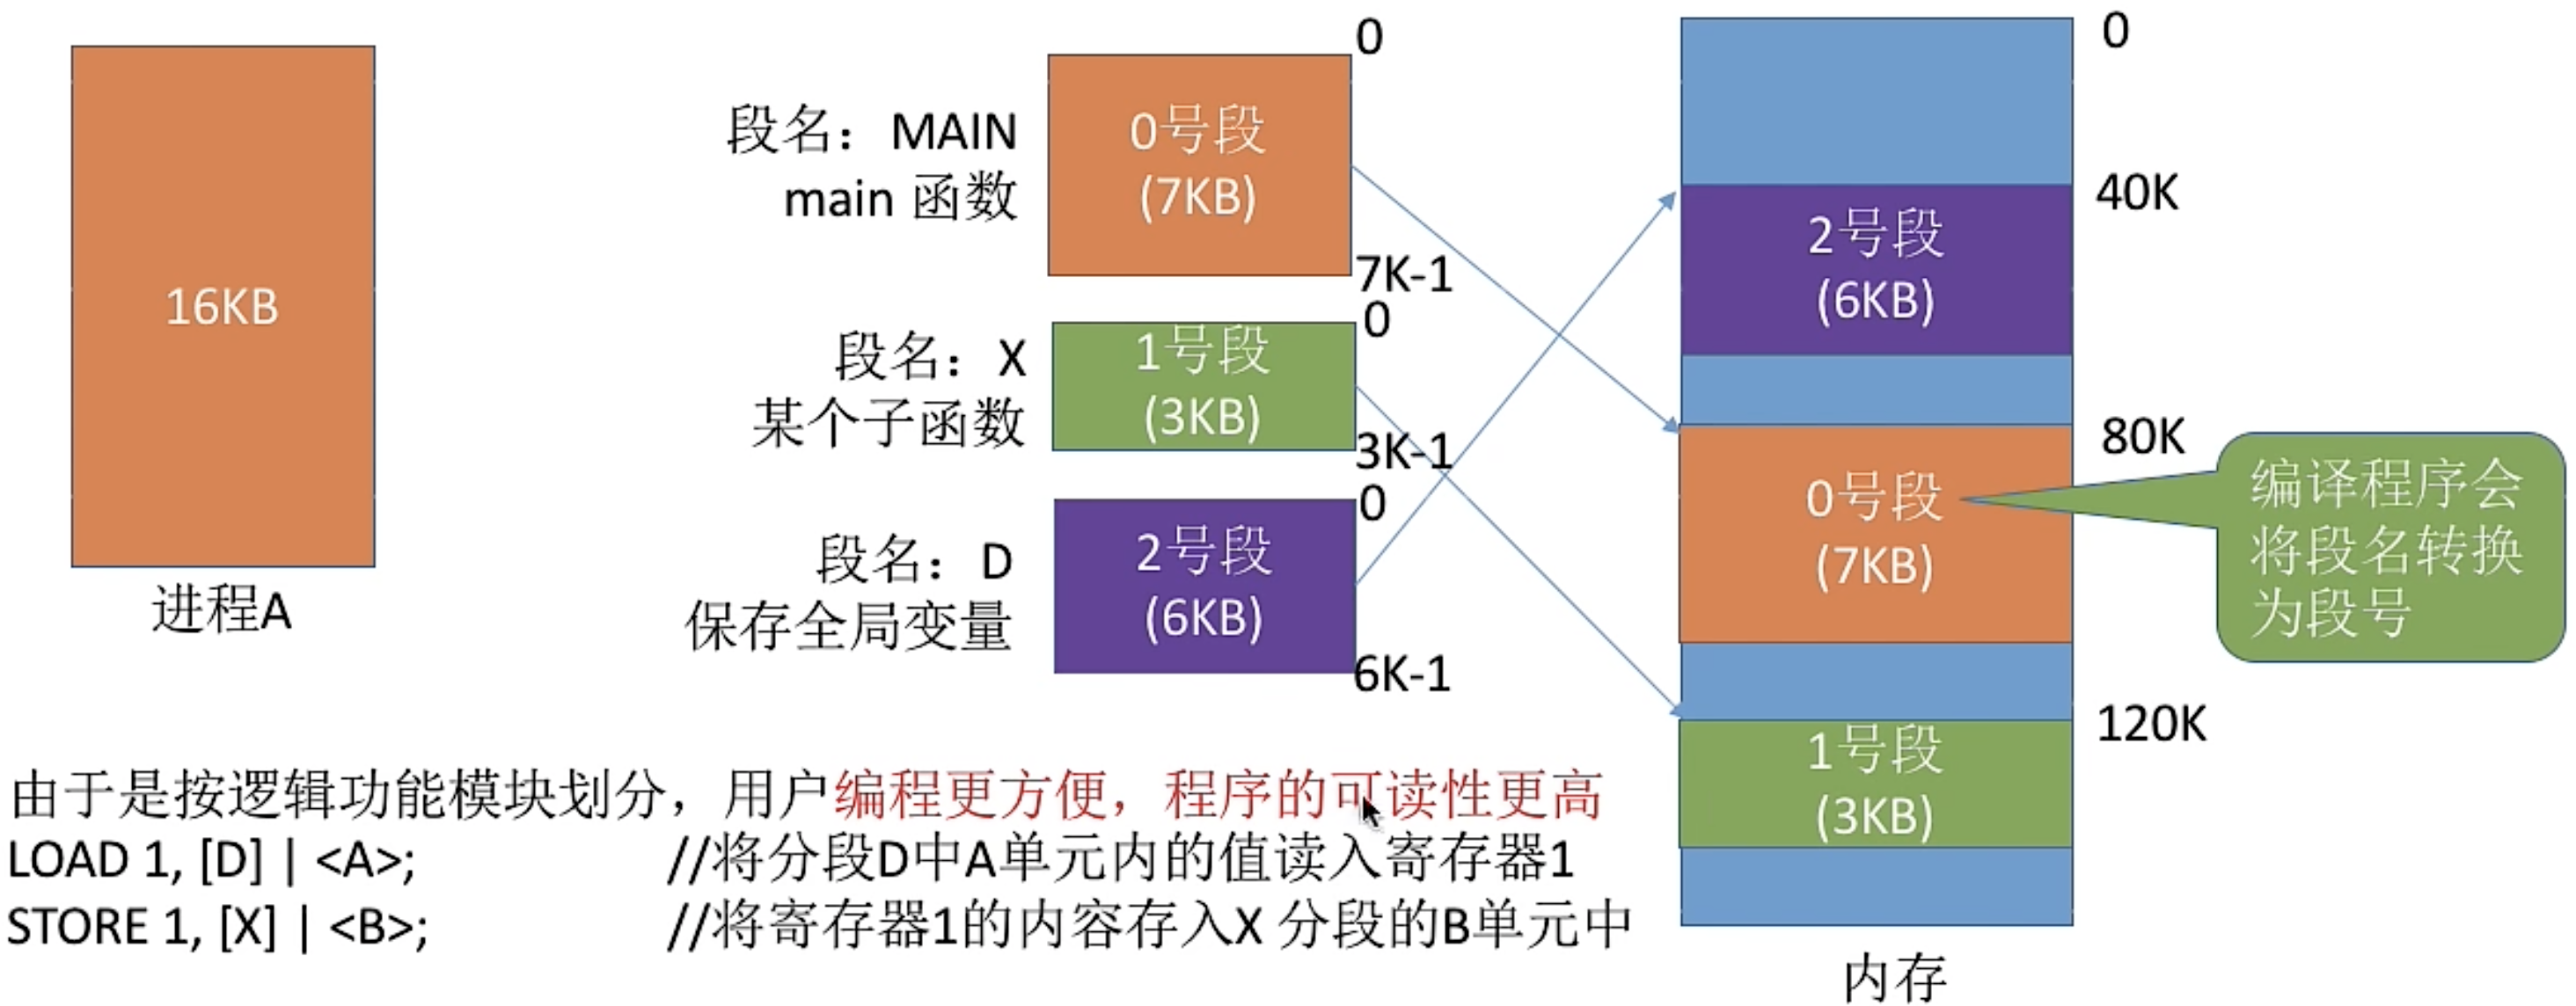 16KB
进程A
段名：MAIN
main 函数
0号段
(7KB)
0
7K-1
段名：X
某个子函数
1号段
(3KB)
0
3K-1
段名：D
保存全局变量
2号段
(6KB)
0
6K-1
0
40K
2号段
(6KB)
80K
0号段
(7KB)
120K
1号段
(3KB)
内存
编译程序会
将段名转换
为段号
由于是按逻辑功能模块划分，用户编程更方便，程序的可读性更高
LOAD 1, [D] | <A>; //将分段D中A单元内的值读入寄存器1
STORE 1, [X] | <B>; //将寄存器1的内容存入X 分段的B单元中